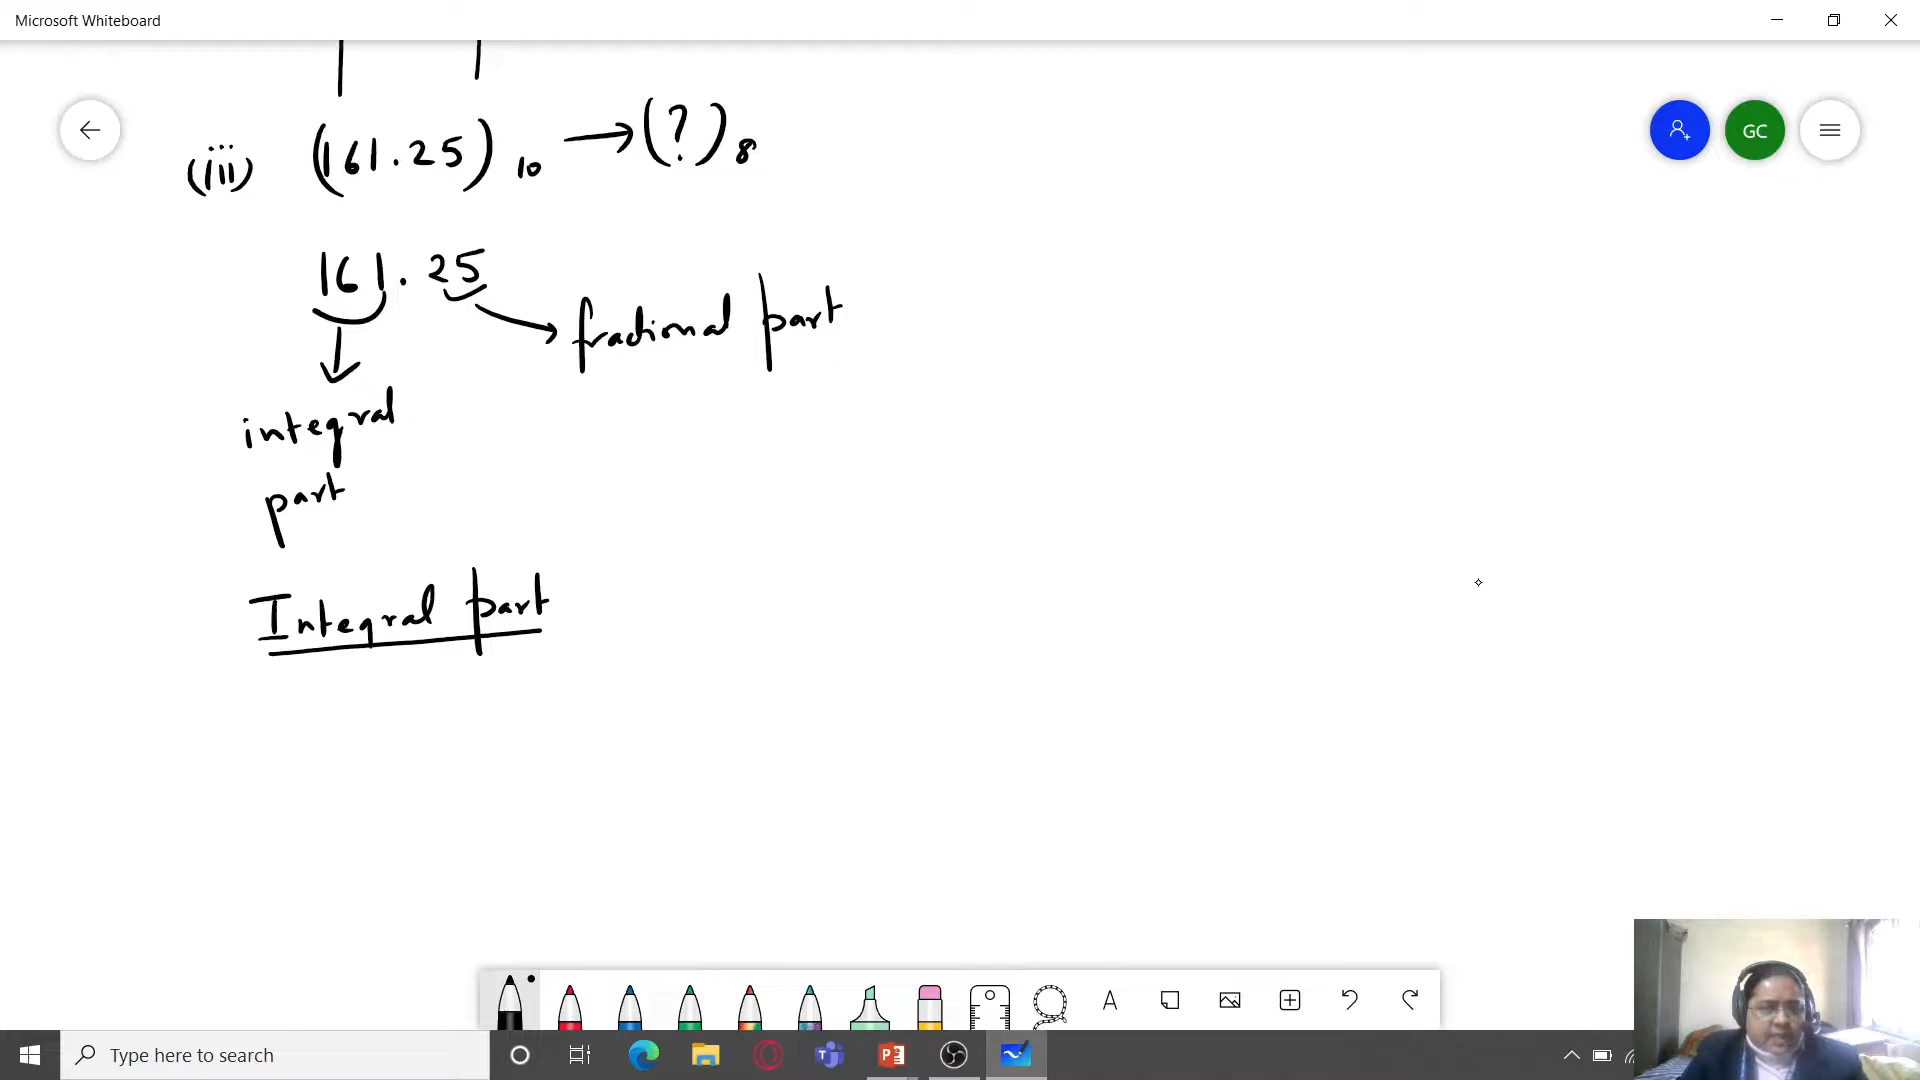 Microsoft Whiteboard
(iii) (161.25)10 → (?)8
GC
161.25
fractional part
integral
part
Integral part
Type here to search